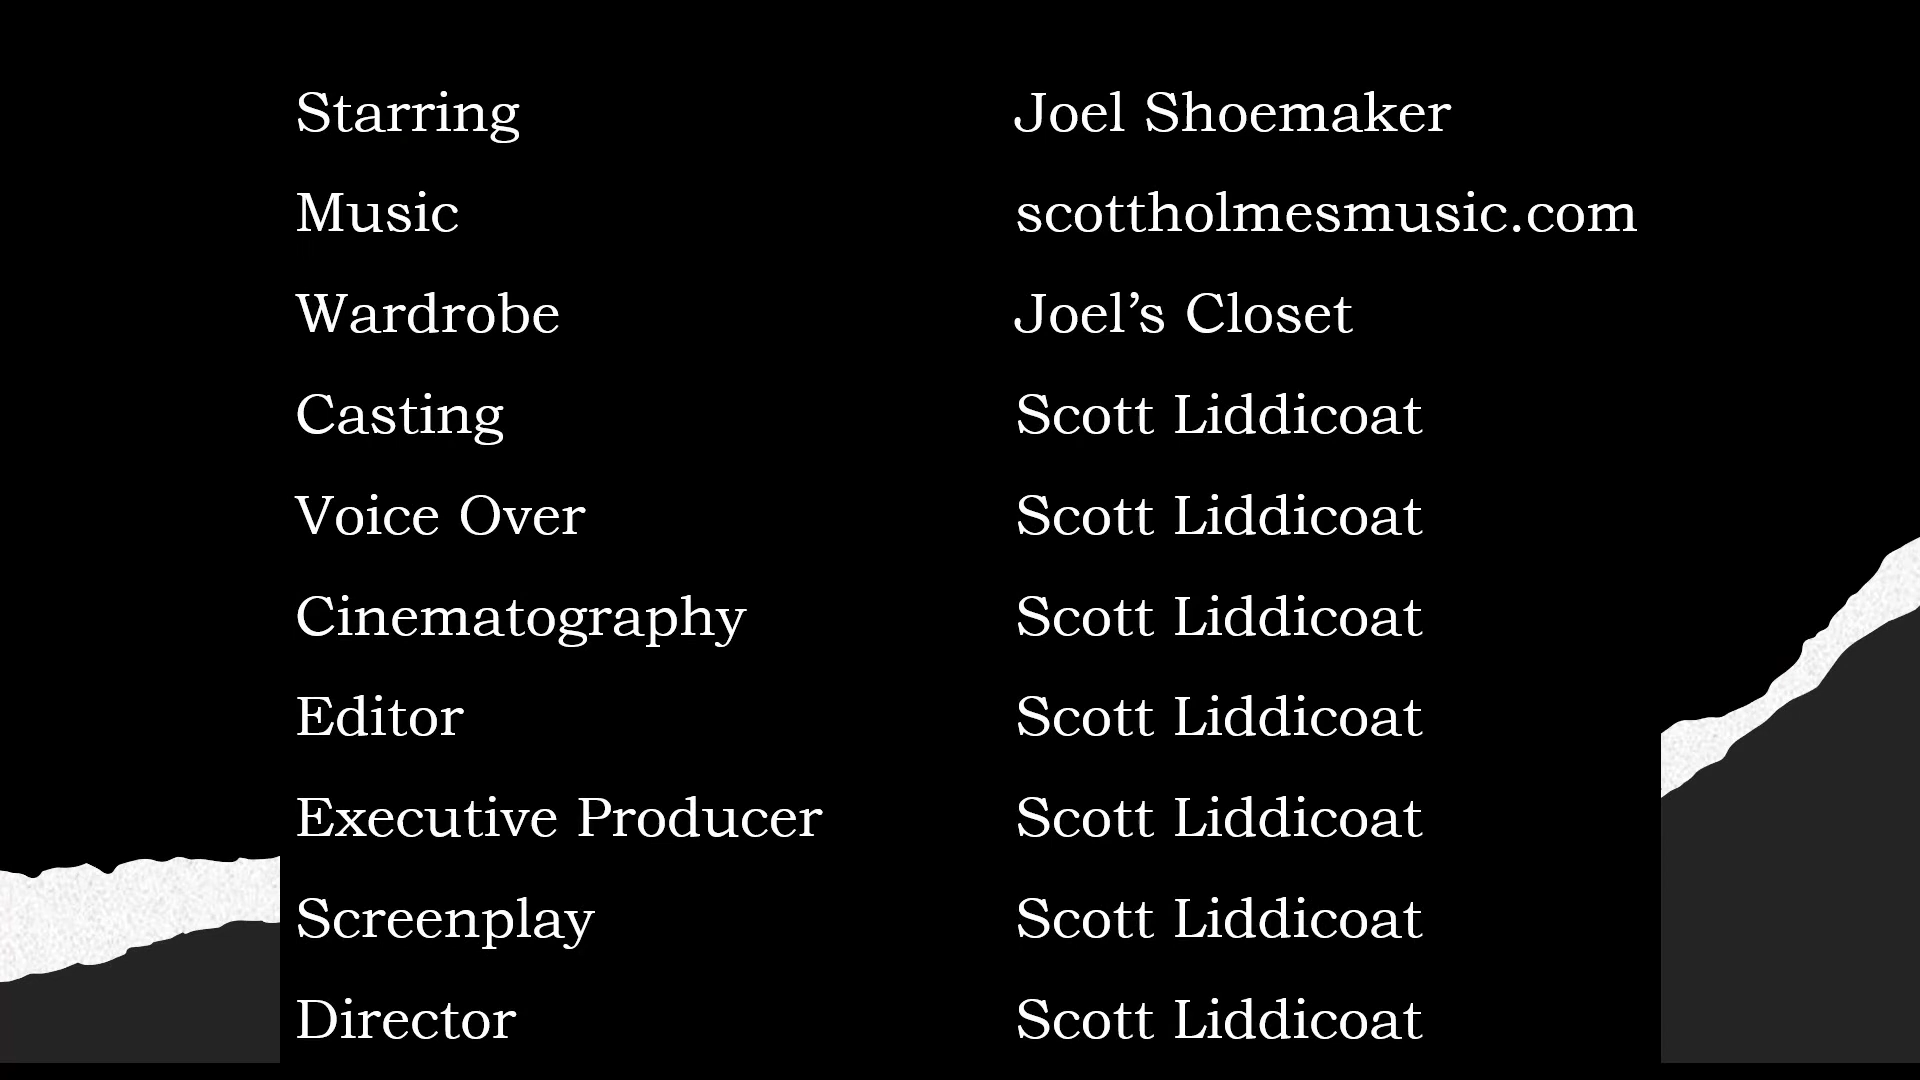 Starring Joel Shoemaker
Music scottholmesmusic.com
Wardrobe Joel’s Closet
Casting Scott Liddicoat
Voice Over Scott Liddicoat
Cinematography Scott Liddicoat
Editor Scott Liddicoat
Executive Producer Scott Liddicoat
Screenplay Scott Liddicoat
Director Scott Liddicoat